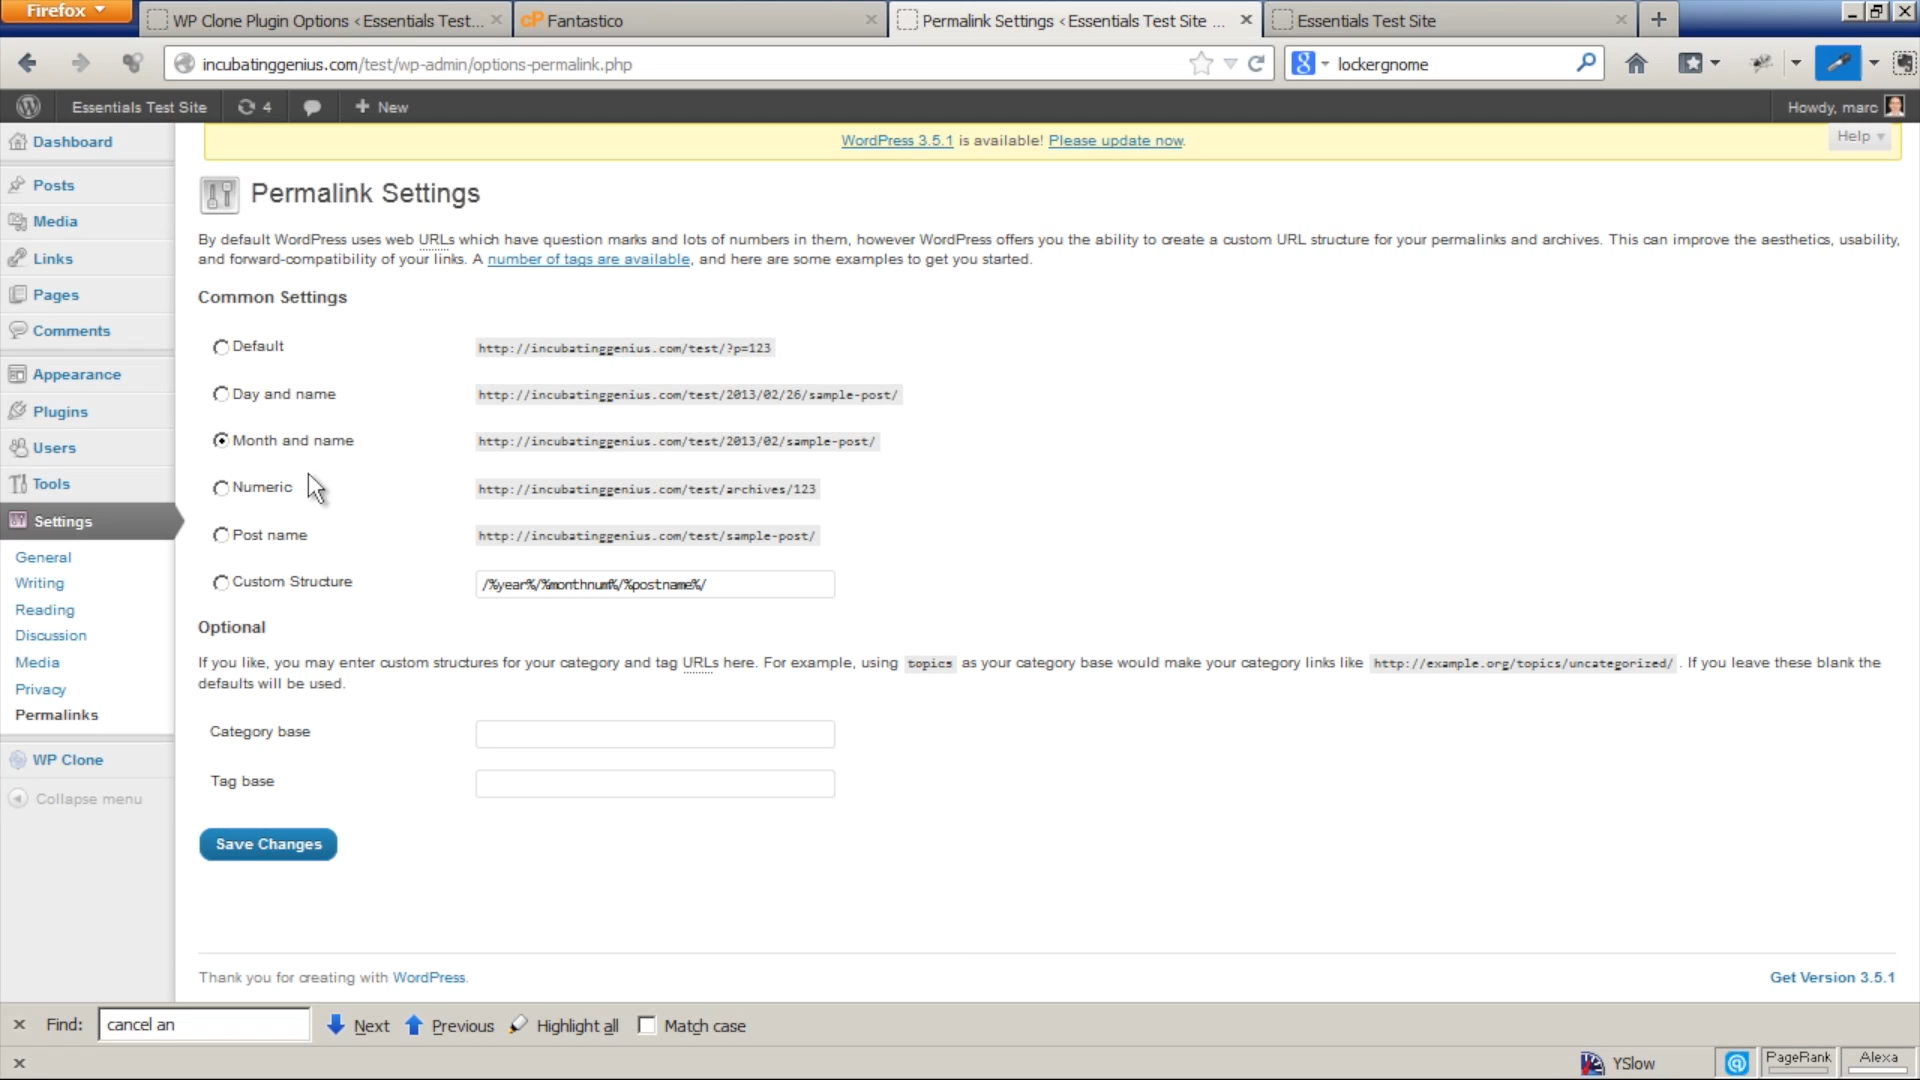 Firefox
WP Clone Plugin Options ‹ Essentials Test...
cP Fantastico
Permalink Settings ‹ Essentials Test Site ...
Essentials Test Site
incubatinggenius.com/test/wp-admin/options-permalink.php
8 lockergnome
Essentials Test Site 4 + New Howdy, marc
WordPress 3.5.1 is available! Please update now.
Help
Dashboard
Posts
Media
Links
Pages
Comments
Appearance
Plugins
Users
Tools
Settings
General
Writing
Reading
Discussion
Media
Privacy
Permalinks
WP Clone
Collapse menu
Permalink Settings
By default WordPress uses web URLs which have question marks and lots of numbers in them, however WordPress offers you the ability to create a custom URL structure for your permalinks and archives. This can improve the aesthetics, usability,
and forward-compatibility of your links. A number of tags are available, and here are some examples to get you started.
Common Settings
Default http://incubatinggenius.com/test/?p=123
Day and name http://incubatinggenius.com/test/2013/02/26/sample-post/
Month and name http://incubatinggenius.com/test/2013/02/sample-post/
Numeric http://incubatinggenius.com/test/archives/123
Post name http://incubatinggenius.com/test/sample-post/
Custom Structure /%year%/%monthnum%/%postname%/
Optional
If you like, you may enter custom structures for your category and tag URLs here. For example, using topics as your category base would make your category links like http://example.org/topics/uncategorized/ . If you leave these blank the
defaults will be used.
Category base
Tag base
Save Changes
Thank you for creating with WordPress.
Get Version 3.5.1
Find: cancel an Next Previous Highlight all Match case
YSlow PageRank Alexa